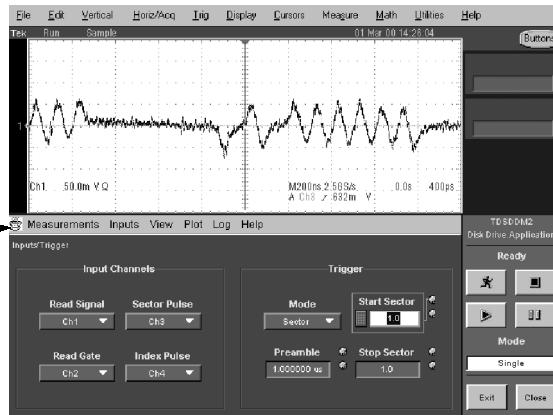 File Edit Vertical Horiz/Acq Trig Display Cursors Measure Math Utilities Help
Tek Run Sample 01 Mar 00 14:26:04
Buttons
1
Ch1 50.0m V Ω M 200ns 2.5GS/s 0.0s 400ps
A Ch3 .632m V
Measurements Inputs View Plot Log Help
TDSDDM2
Disk Drive Application
Inputs/Trigger
Ready
Input Channels Trigger
Read Signal Sector Pulse Mode Start Sector
Ch1 Ch3 Sector 1.0
Mode
Read Gate Index Pulse Preamble Stop Sector
Single
Ch2 Ch4 1.000000 us 1.0
Exit Close